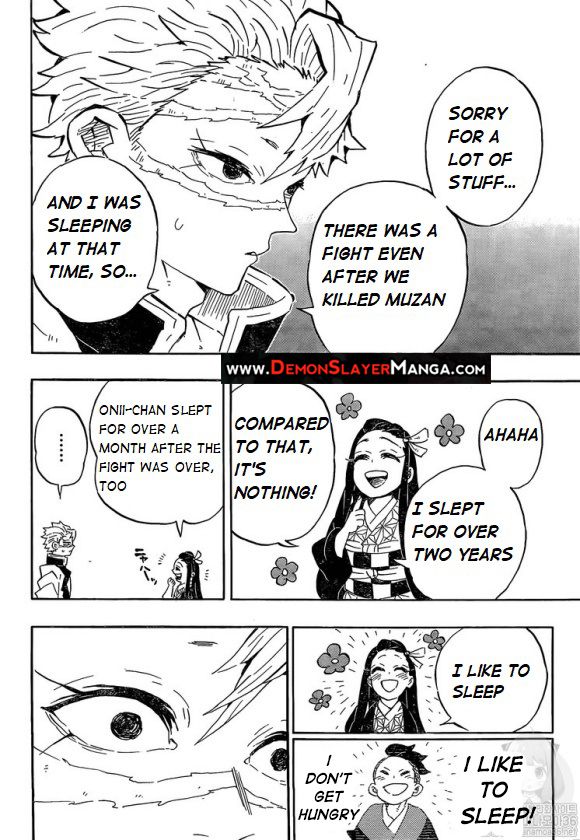 SORRY
FOR A
LOT OF
STUFF...
THERE WAS A
FIGHT EVEN
AFTER WE
KILLED MUZAN
AND I WAS
SLEEPING
AT THAT
TIME, SO...
WWW.DEMONSLAYERMANGA.COM
AHAHA
I SLEPT
FOR OVER
TWO YEARS
COMPARED
TO THAT,
IT'S
NOTHING!
ONII-CHAN SLEPT
FOR OVER A
MONTH AFTER THE
FIGHT WAS OVER,
TOO
......
I LIKE TO
SLEEP
I LIKE
TO
SLEEP!
I
DON'T
GET
HUNGRY